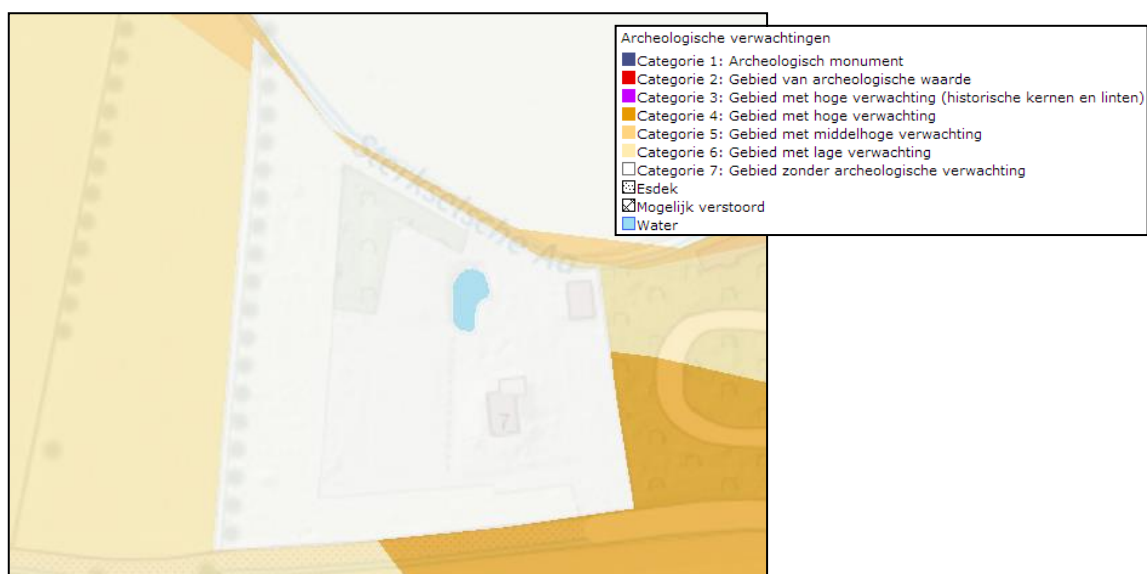 Archeologische verwachtingen
Categorie 1: Archeologisch monument
Categorie 2: Gebied van archeologische waarde
Categorie 3: Gebied met hoge verwachting (historische kernen en linten)
Categorie 4: Gebied met hoge verwachting
Categorie 5: Gebied met middelhoge verwachting
Categorie 6: Gebied met lage verwachting
Categorie 7: Gebied zonder archeologische verwachting
Esdek
Mogelijk verstoord
Water
Sterkselsche Aa
7